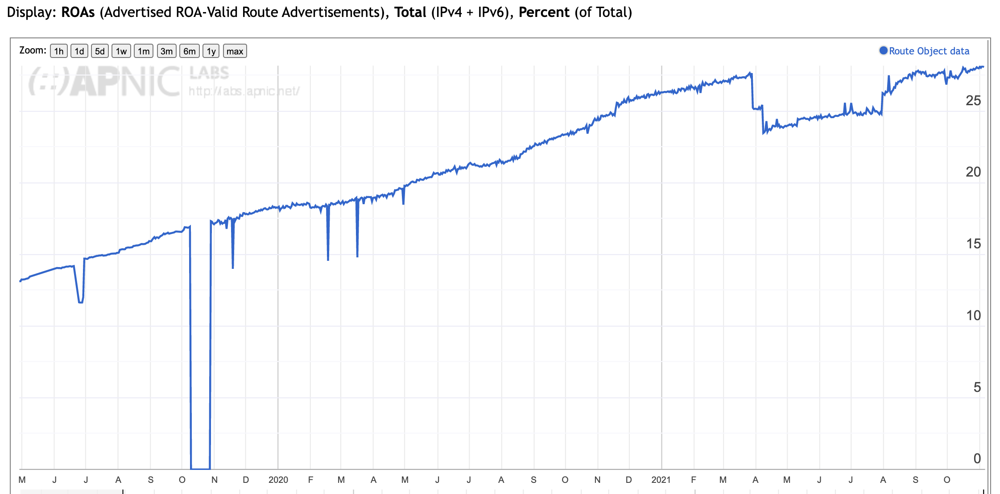 Display: ROAs (Advertised ROA-Valid Route Advertisements), Total (IPv4 + IPv6), Percent (of Total)
Zoom: 1h 1d 5d 1w 1m 3m 6m 1y max
Route Object data
(::)APNIC LABS
http://labs.apnic.net/
25
20
15
10
5
0
M J J A S O N D 2020 F M A M J J A S O N D 2021 F M A M J J A S O